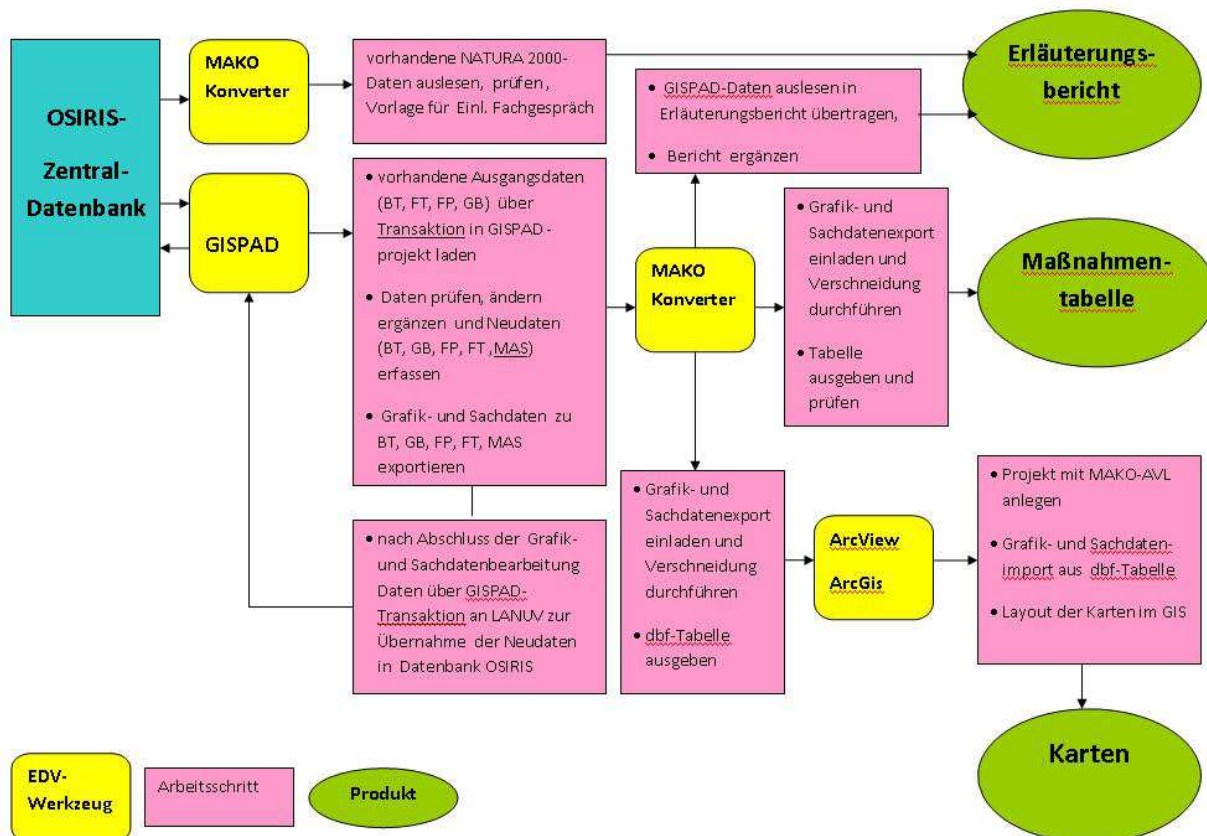 OSIRIS-
Zentral-
Datenbank
MAKO
Konverter
vorhandene NATURA 2000-
Daten auslesen, prüfen,
Vorlage für Einl. Fachgespräch
Erläuterungs-
bericht
• GISPAD-Daten auslesen in
Erläuterungsbericht übertragen,
• Bericht ergänzen
GISPAD
• vorhandene Ausgangsdaten
(BT, FT, FP, GB) über
Transaktion in GISPAD-
projekt laden
• Daten prüfen, ändern
ergänzen und Neudaten
(BT, GB, FP, FT ,MAS)
erfassen
• Grafik- und Sachdaten zu
BT, GB, FP, FT, MAS
exportieren
MAKO
Konverter
• Grafik- und
Sachdatenexport
einladen und
Verschneidung
durchführen
• Tabelle
ausgeben und
prüfen
Maßnahmen-
tabelle
• nach Abschluss der Grafik-
und Sachdatenbearbeitung
Daten über GISPAD-
Transaktion an LANUV zur
Übernahme der Neudaten
in Datenbank OSIRIS
• Grafik- und
Sachdatenexport
einladen und
Verschneidung
durchführen
• dbf-Tabelle
ausgeben
ArcView
ArcGis
• Projekt mit MAKO-AVL
anlegen
• Grafik- und Sachdaten-
import aus dbf-Tabelle
• Layout der Karten im GIS
Karten
EDV-
Werkzeug
Arbeitsschritt
Produkt